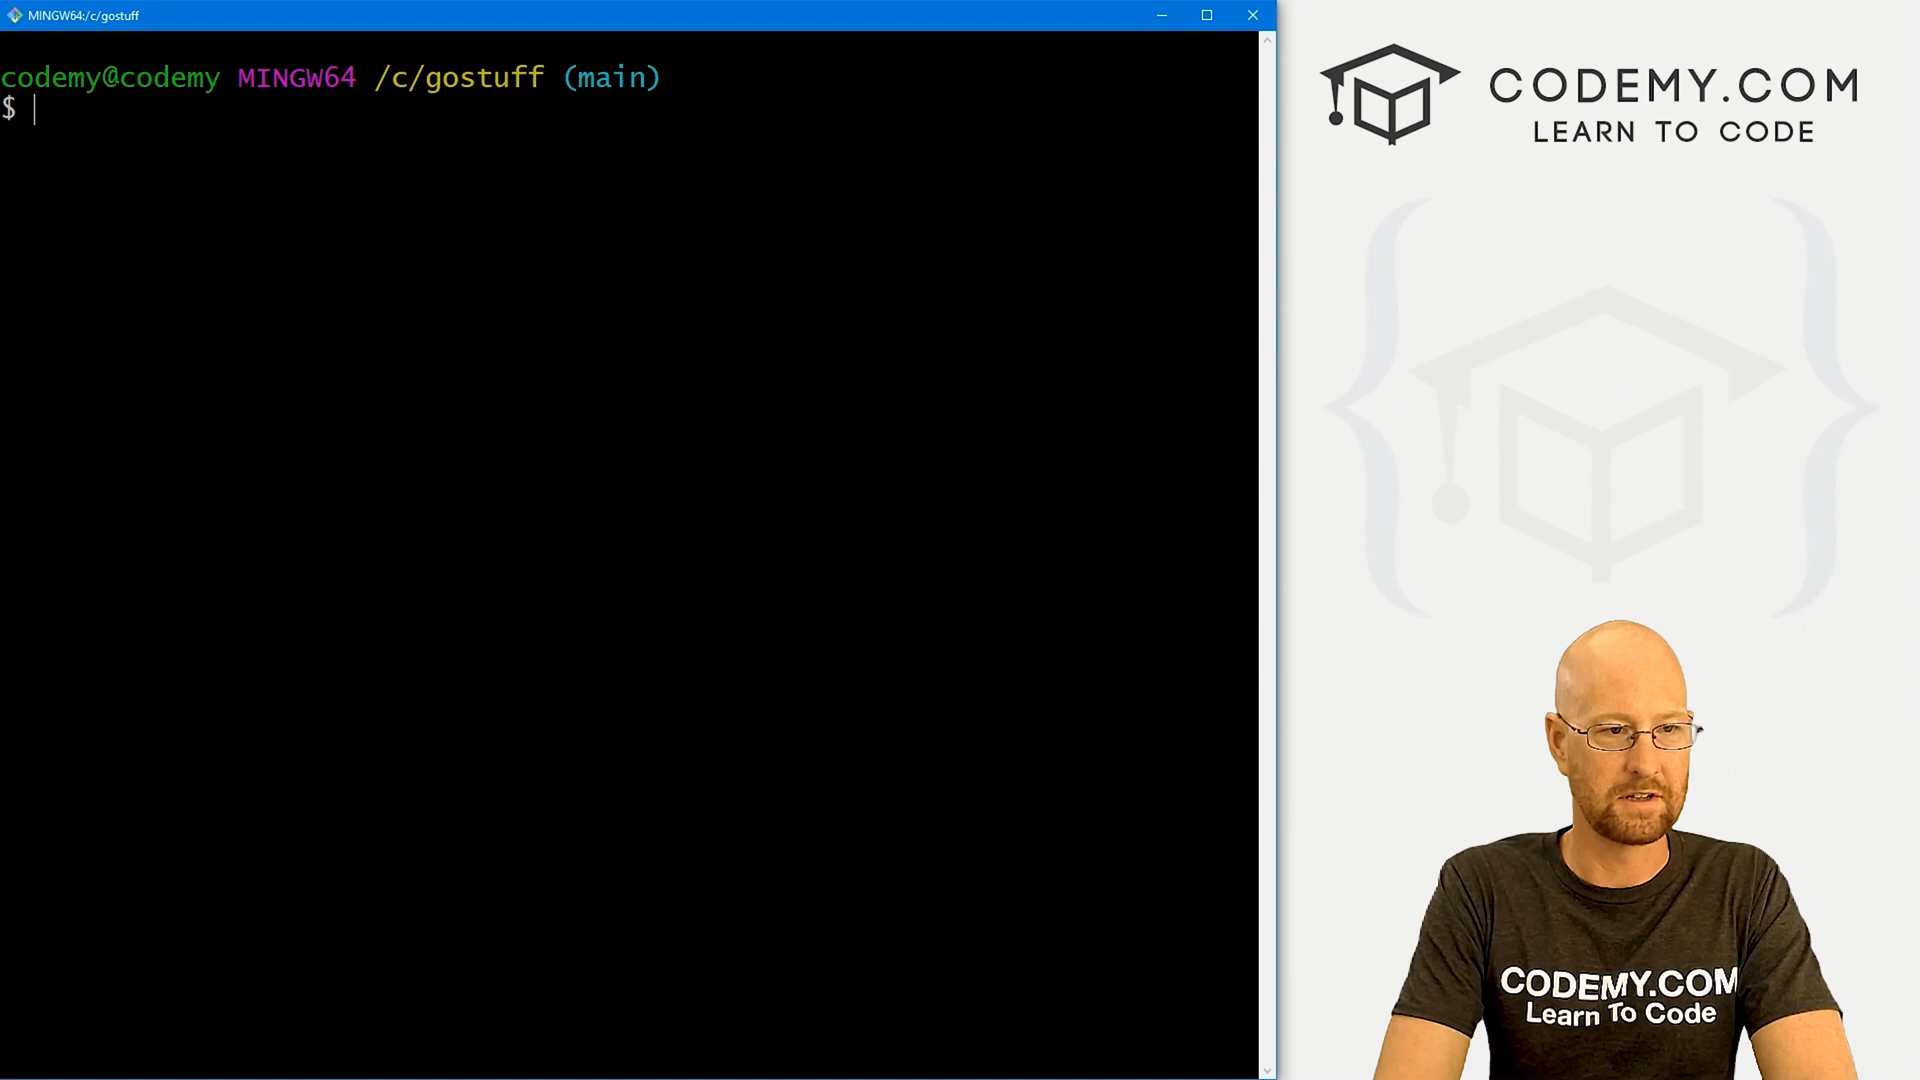 MINGW64:/c/gostuff
codemy@codemy MINGW64 /c/gostuff (main)
$
CODEMY.COM
LEARN TO CODE
CODEMY.COM
Learn To Code